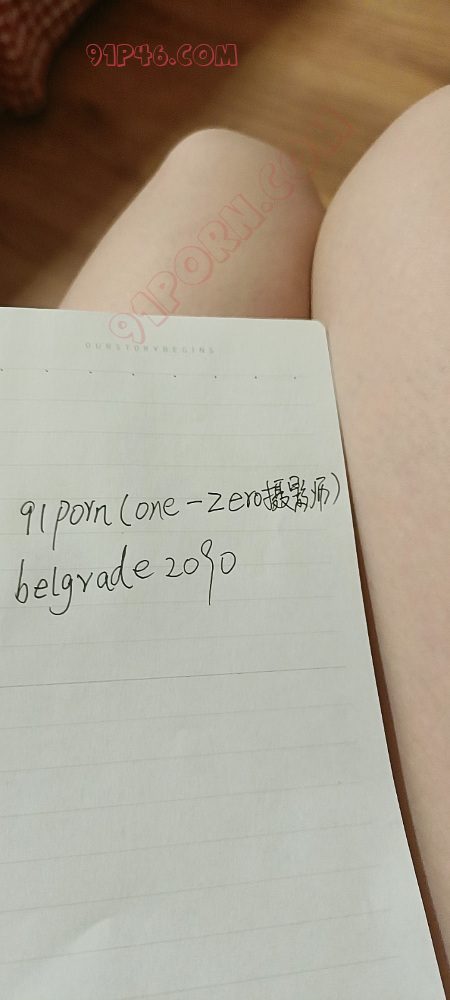 91P46.COM
91PORN.COM
OURSTORYBEGINS
91porn(one-zero摄影师)
belgrade2090